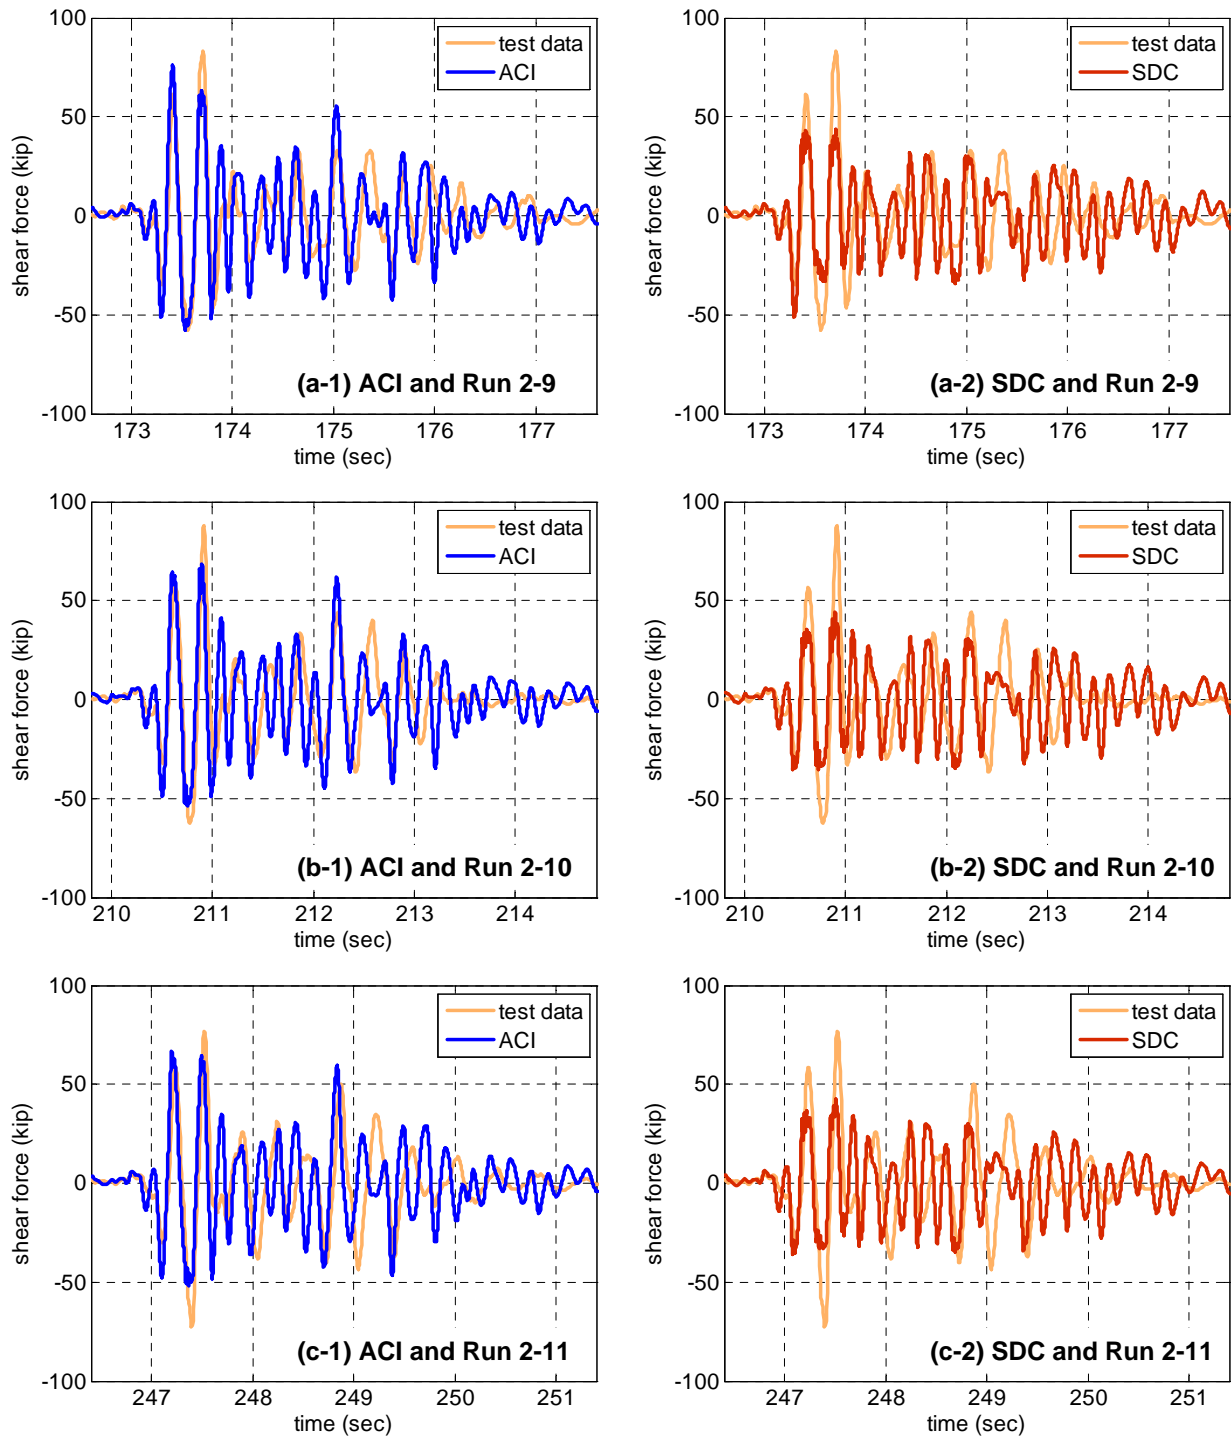 100
50
0
-50
-100
shear force (kip)
test data
ACI
(a-1) ACI and Run 2-9
173 174 175 176 177
time (sec)
100
50
0
-50
-100
shear force (kip)
test data
SDC
(a-2) SDC and Run 2-9
173 174 175 176 177
time (sec)
100
50
0
-50
-100
shear force (kip)
test data
ACI
(b-1) ACI and Run 2-10
210 211 212 213 214
time (sec)
100
50
0
-50
-100
shear force (kip)
test data
SDC
(b-2) SDC and Run 2-10
210 211 212 213 214
time (sec)
100
50
0
-50
-100
shear force (kip)
test data
ACI
(c-1) ACI and Run 2-11
247 248 249 250 251
time (sec)
100
50
0
-50
-100
shear force (kip)
test data
SDC
(c-2) SDC and Run 2-11
247 248 249 250 251
time (sec)